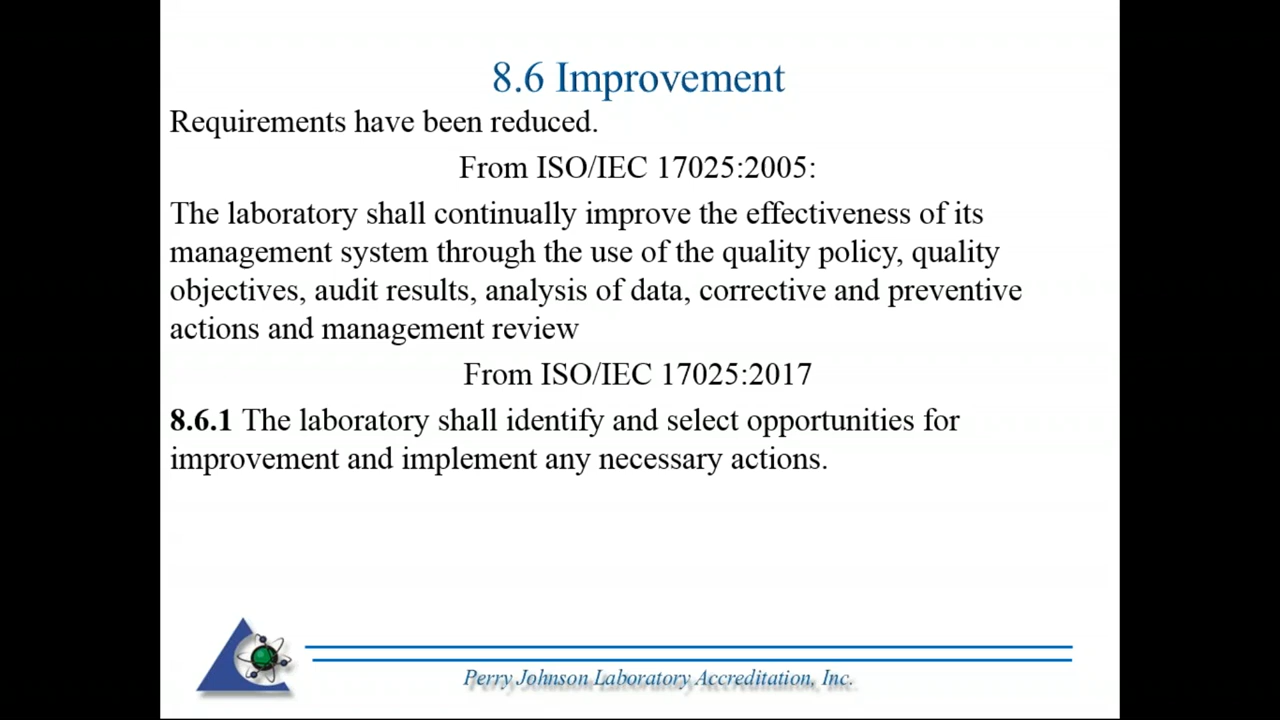 8.6 Improvement
Requirements have been reduced.
From ISO/IEC 17025:2005:
The laboratory shall continually improve the effectiveness of its
management system through the use of the quality policy, quality
objectives, audit results, analysis of data, corrective and preventive
actions and management review
From ISO/IEC 17025:2017
8.6.1 The laboratory shall identify and select opportunities for
improvement and implement any necessary actions.
Perry Johnson Laboratory Accreditation, Inc.